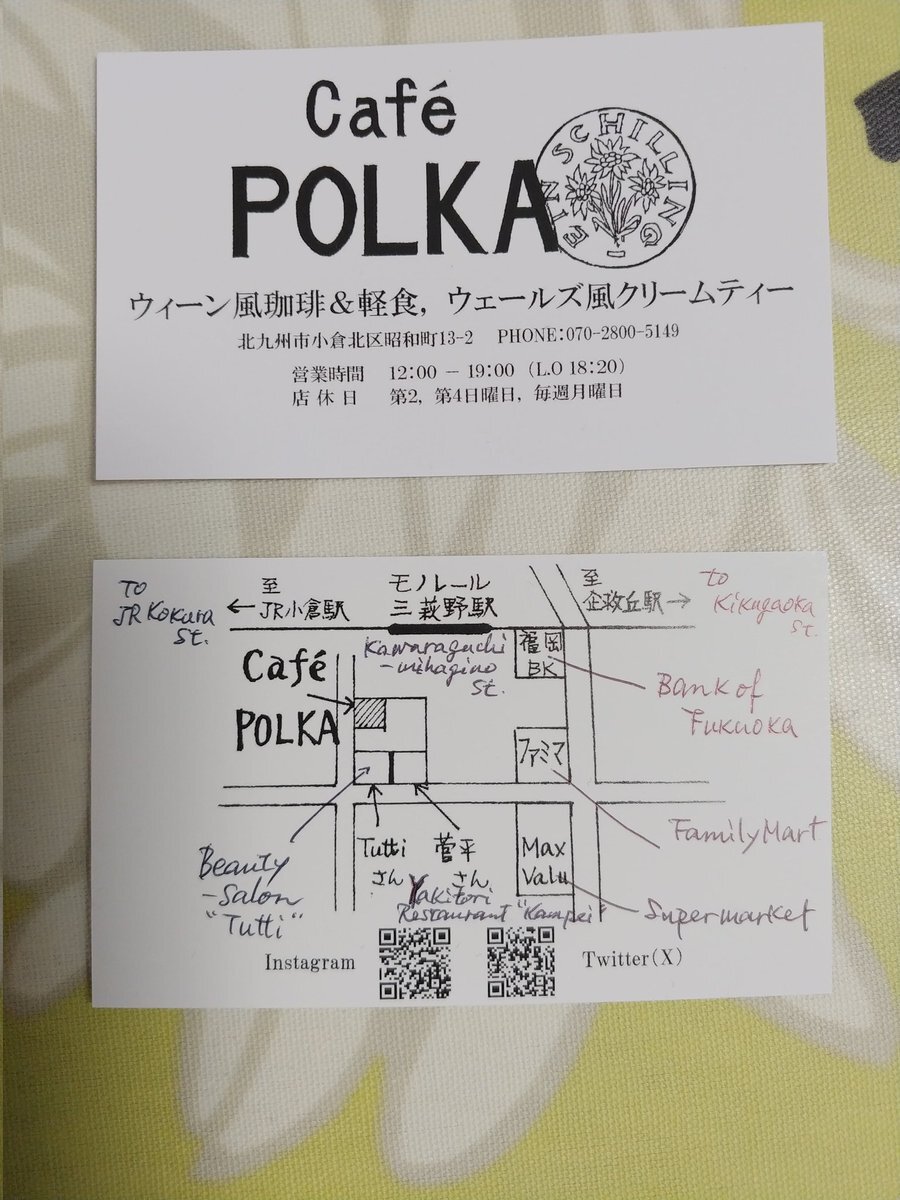 Café
POLKA
EIN SCHILLING
ウィーン風珈琲＆軽食，ウェールズ風クリームティー
北九州市小倉北区昭和町13-2　PHONE:070-2800-5149
営業時間　12:00 － 19:00（L.O 18:20）
店 休 日　第2，第4日曜日，毎週月曜日
To
JR Kokura
St.
至
←JR小倉駅
モノレール
三萩野駅
至
企救丘駅→
to
Kikugaoka
St.
Kawaraguchi
-mihagino
St.
福岡
BK
Bank of
Fukuoka
Café
POLKA
ファミマ
FamilyMart
Beauty
-Salon
"Tutti"
Tutti
さん
菅平
さん
Yakitori
Restaurant "Kampei"
Max
Valu
Supermarket
Instagram
Twitter(X)